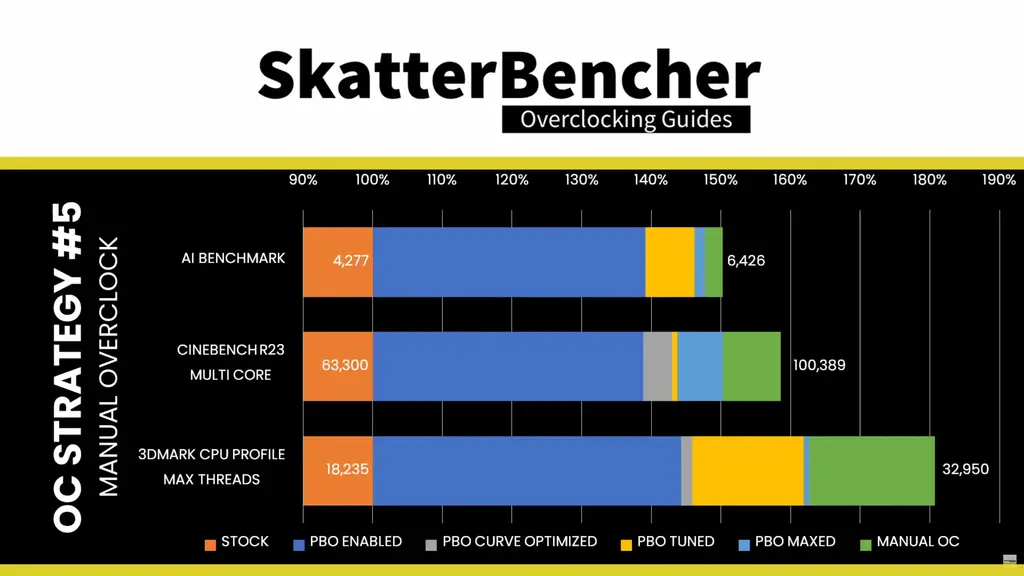 SkatterBencher
Overclocking Guides
OC STRATEGY #5
MANUAL OVERCLOCK
90% 100% 110% 120% 130% 140% 150% 160% 170% 180% 190%
AI BENCHMARK 4,277 6,426
CINEBENCH R23
MULTI CORE
63,300 100,389
3DMARK CPU PROFILE
MAX THREADS
18,235 32,950
STOCK PBO ENABLED PBO CURVE OPTIMIZED PBO TUNED PBO MAXED MANUAL OC